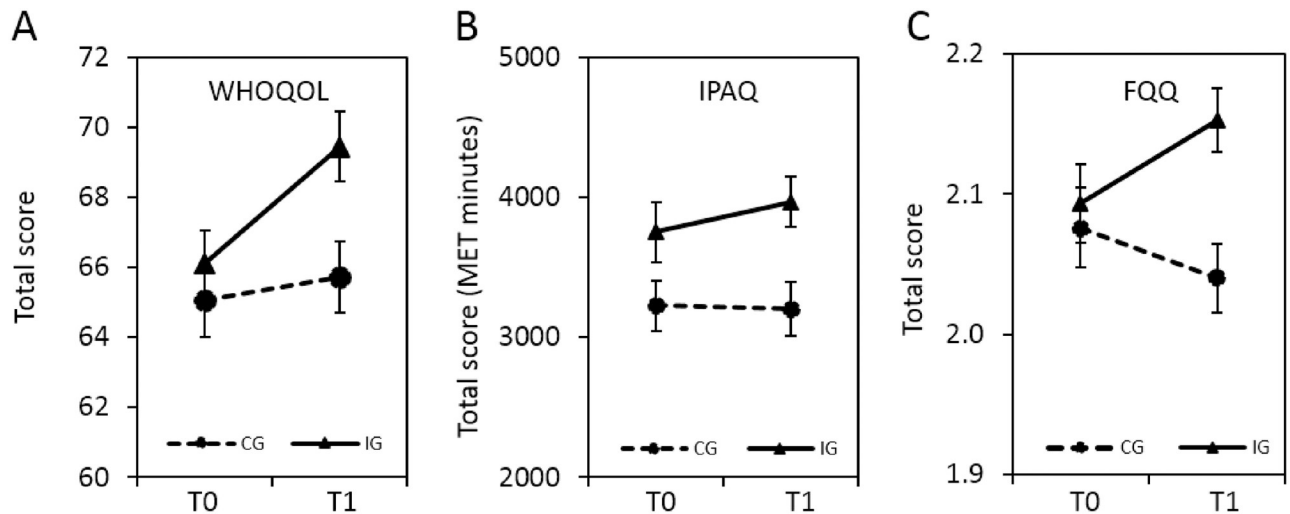 A
Total score
72
70
68
66
64
62
60
WHOQOL
CG
IG
T0
T1
B
Total score (MET minutes)
5000
4000
3000
2000
IPAQ
CG
IG
T0
T1
C
Total score
2.2
2.1
2.0
1.9
FQQ
CG
IG
T0
T1